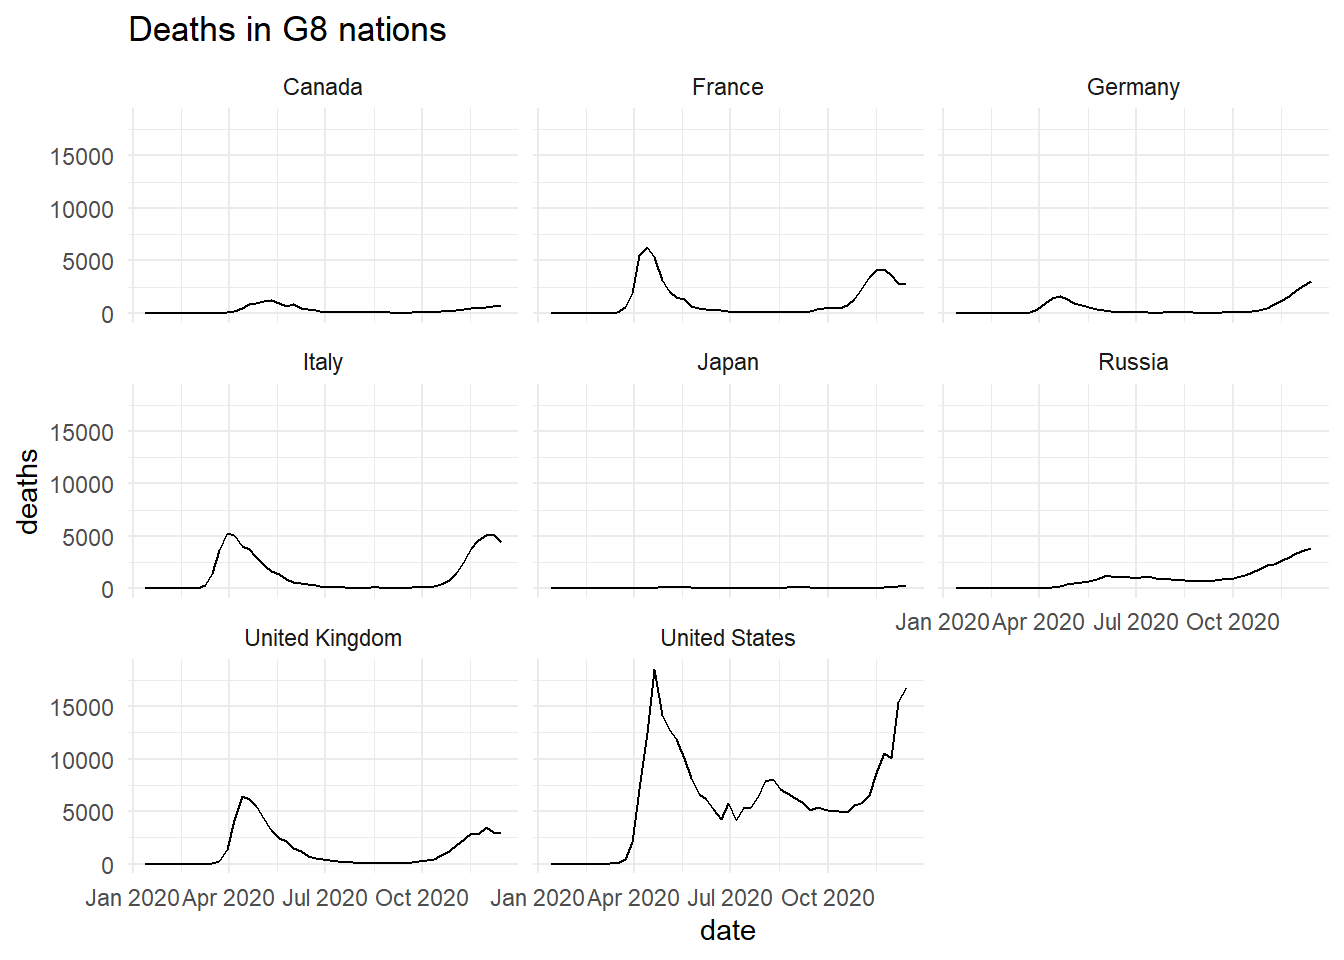 Deaths in G8 nations
Canada
France
Germany
15000
10000
5000
0
Italy
Japan
Russia
deaths
15000
10000
5000
0
Jan 2020 Apr 2020 Jul 2020 Oct 2020
United Kingdom
United States
15000
10000
5000
0
Jan 2020 Apr 2020 Jul 2020 Oct 2020
Jan 2020 Apr 2020 Jul 2020 Oct 2020
date